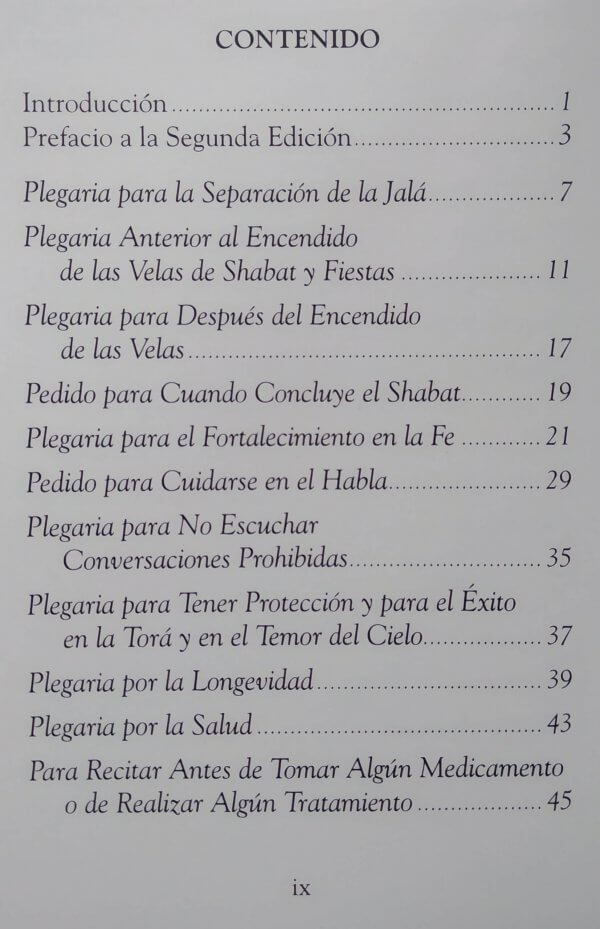 CONTENIDO
Introducción ........................................................ 1
Prefacio a la Segunda Edición ............................. 3
Plegaria para la Separación de la Jalá .................. 7
Plegaria Anterior al Encendido
de las Velas de Shabat y Fiestas ..................... 11
Plegaria para Después del Encendido
de las Velas .................................................. 17
Pedido para Cuando Concluye el Shabat ............ 19
Plegaria para el Fortalecimiento en la Fe ............ 21
Pedido para Cuidarse en el Habla ...................... 29
Plegaria para No Escuchar
Conversaciones Prohibidas ............................ 35
Plegaria para Tener Protección y para el Éxito
en la Torá y en el Temor del Cielo ................. 37
Plegaria por la Longevidad ................................. 39
Plegaria por la Salud .......................................... 43
Para Recitar Antes de Tomar Algún Medicamento
o de Realizar Algún Tratamiento .................. 45
ix